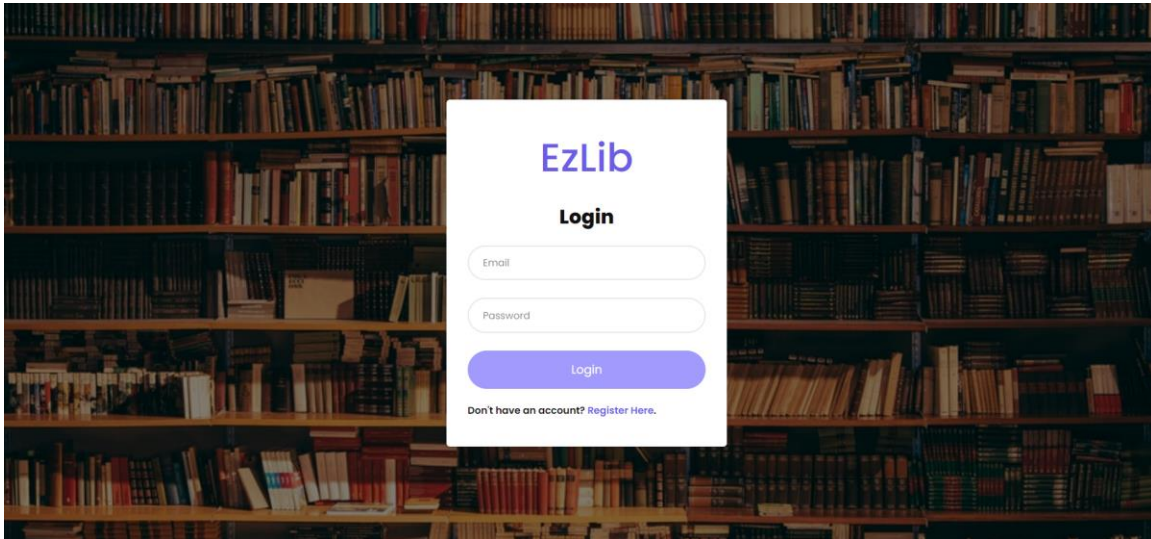 EzLib
Login
Email
Password
Login
Don't have an account? Register Here.